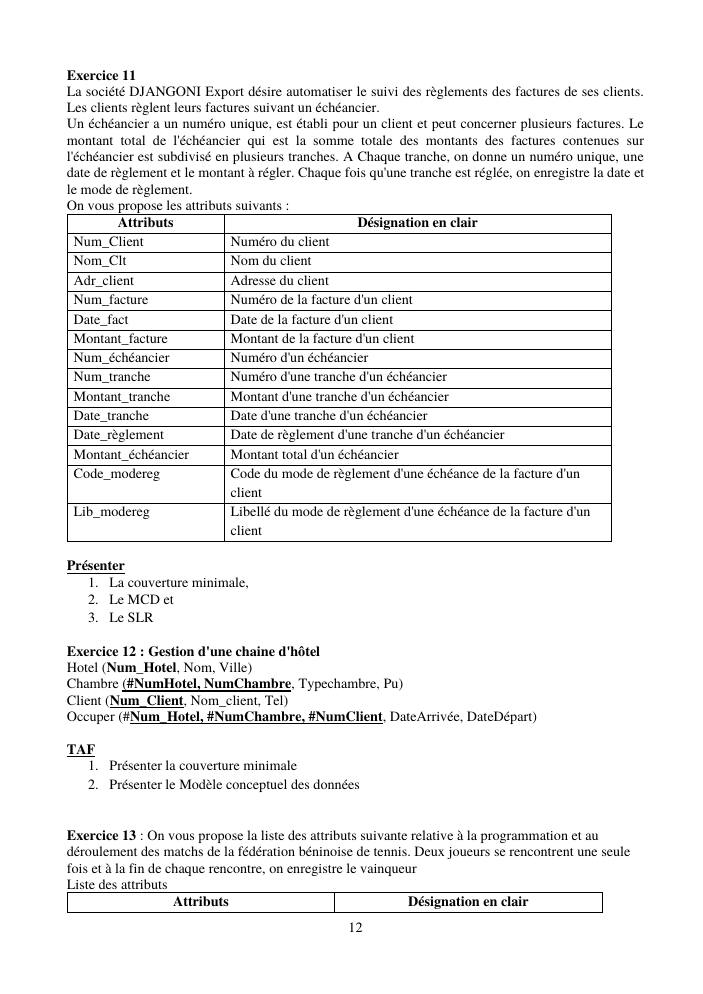 Exercice 11
La société DJANGONI Export désire automatiser le suivi des règlements des factures de ses clients.
Les clients règlent leurs factures suivant un échéancier.
Un échéancier a un numéro unique, est établi pour un client et peut concerner plusieurs factures. Le
montant total de l'échéancier qui est la somme totale des montants des factures contenues sur
l'échéancier est subdivisé en plusieurs tranches. A Chaque tranche, on donne un numéro unique, une
date de règlement et le montant à régler. Chaque fois qu'une tranche est réglée, on enregistre la date et
le mode de règlement.
On vous propose les attributs suivants :
Attributs Désignation en clair
Num_Client Numéro du client
Nom_Clt Nom du client
Adr_client Adresse du client
Num_facture Numéro de la facture d'un client
Date_fact Date de la facture d'un client
Montant_facture Montant de la facture d'un client
Num_échéancier Numéro d'un échéancier
Num_tranche Numéro d'une tranche d'un échéancier
Montant_tranche Montant d'une tranche d'un échéancier
Date_tranche Date d'une tranche d'un échéancier
Date_règlement Date de règlement d'une tranche d'un échéancier
Montant_échéancier Montant total d'un échéancier
Code_modereg Code du mode de règlement d'une échéance de la facture d'un
client
Lib_modereg Libellé du mode de règlement d'une échéance de la facture d'un
client
Présenter
1. La couverture minimale,
2. Le MCD et
3. Le SLR
Exercice 12 : Gestion d'une chaine d'hôtel
Hotel (Num_Hotel, Nom, Ville)
Chambre (#NumHotel, NumChambre, Typechambre, Pu)
Client (Num_Client, Nom_client, Tel)
Occuper (#Num_Hotel, #NumChambre, #NumClient, DateArrivée, DateDépart)
TAF
1. Présenter la couverture minimale
2. Présenter le Modèle conceptuel des données
Exercice 13 : On vous propose la liste des attributs suivante relative à la programmation et au
déroulement des matchs de la fédération béninoise de tennis. Deux joueurs se rencontrent une seule
fois et à la fin de chaque rencontre, on enregistre le vainqueur
Liste des attributs
Attributs Désignation en clair
12